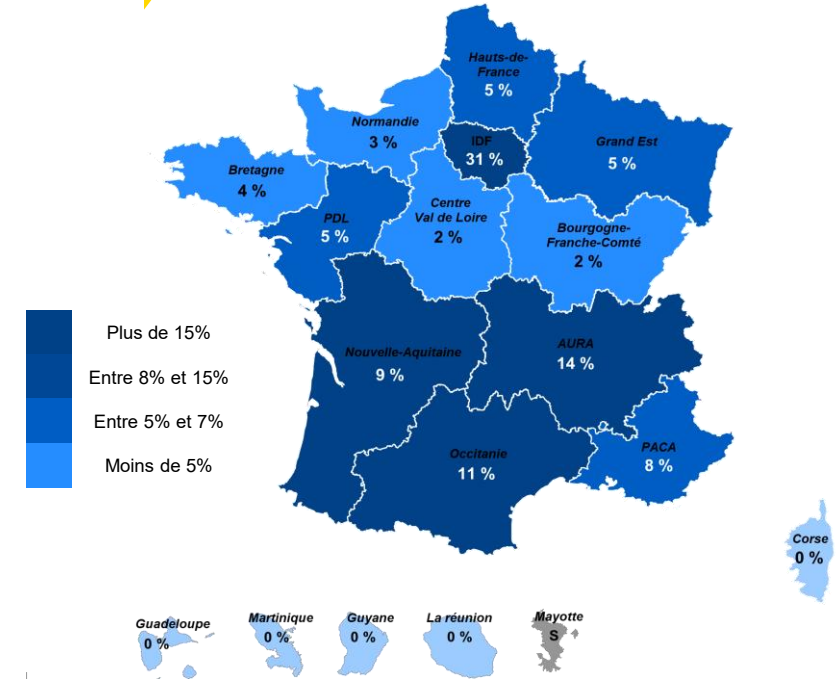 Hauts-de-
France
5 %
Normandie
3 %
IDF
31 %
Grand Est
5 %
Bretagne
4 %
PDL
5 %
Centre
Val de Loire
2 %
Bourgogne-
Franche-Comté
2 %
Plus de 15%
Entre 8% et 15%
Entre 5% et 7%
Moins de 5%
Nouvelle-Aquitaine
9 %
AURA
14 %
Occitanie
11 %
PACA
8 %
Corse
0 %
Guadeloupe
0 %
Martinique
0 %
Guyane
0 %
La réunion
0 %
Mayotte
S